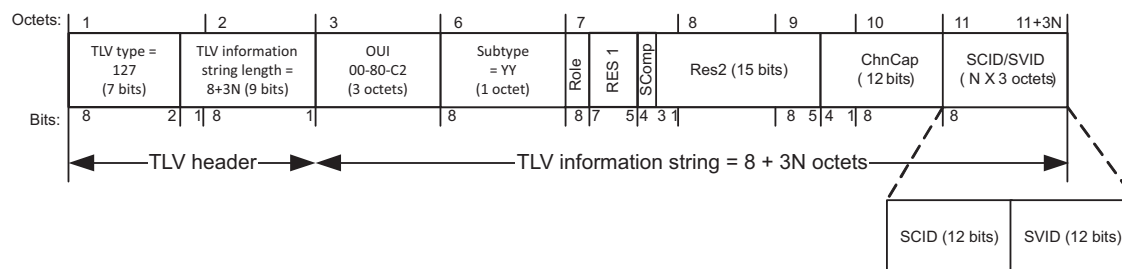 Octets: 1 2 3 6 7 8 9 10 11 11+3N
TLV type = 127 (7 bits)
TLV information string length = 8+3N (9 bits)
OUI 00-80-C2 (3 octets)
Subtype = YY (1 octet)
Role
RES 1
SComp
Res2 (15 bits)
ChnCap ( 12 bits)
SCID/SVID ( N X 3 octets)
Bits: 8 2 1 8 1 8 8 7 5 4 3 1 8 5 4 1 8 8
TLV header
TLV information string = 8 + 3N octets
SCID (12 bits) SVID (12 bits)